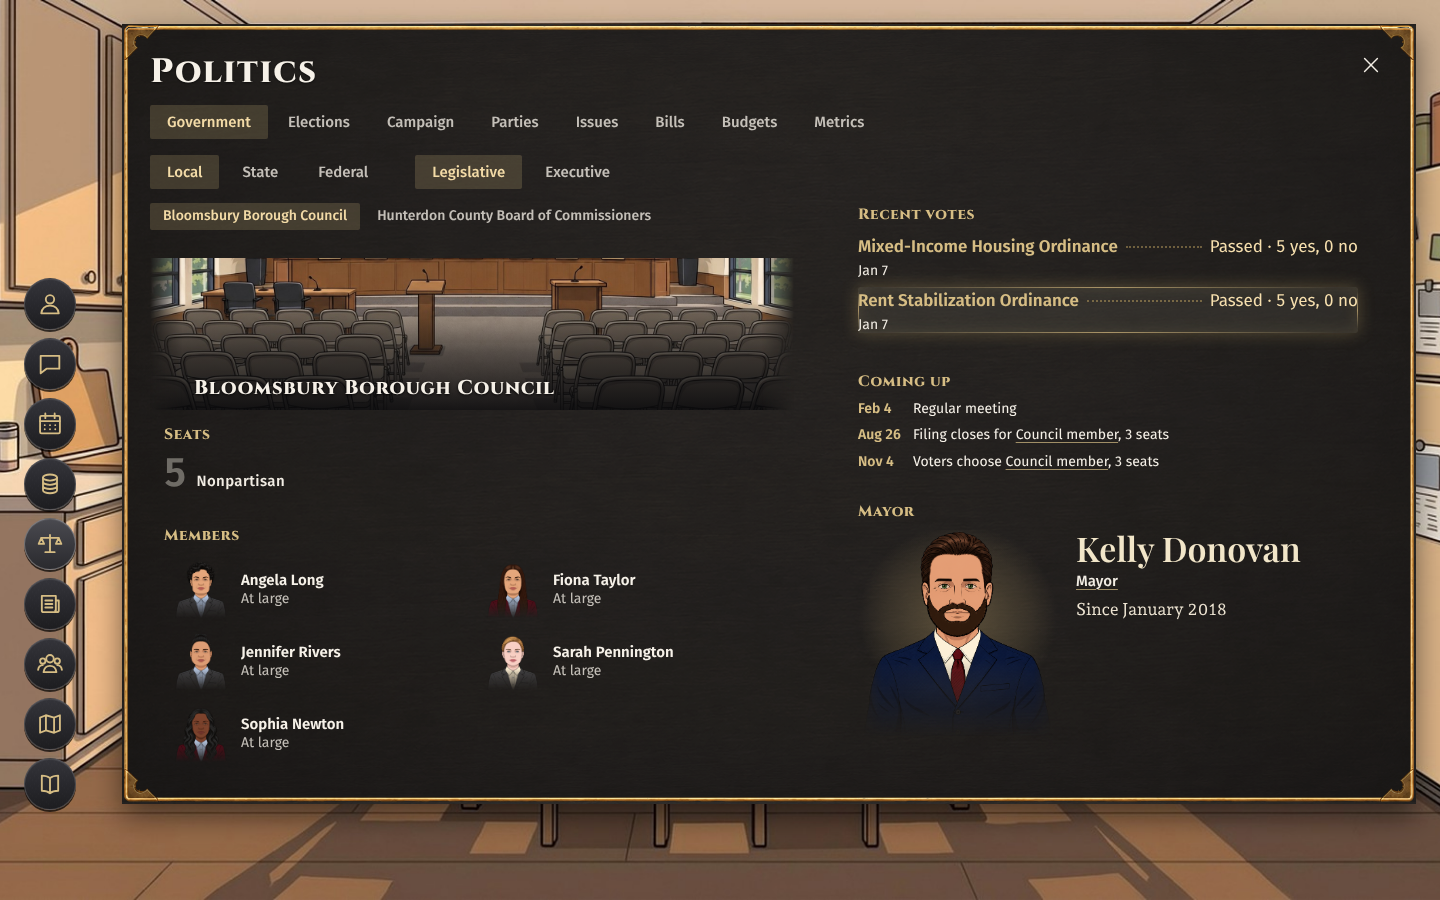 Politics
Government Elections Campaign Parties Issues Bills Budgets Metrics
Local State Federal Legislative Executive
Bloomsbury Borough Council Hunterdon County Board of Commissioners
Bloomsbury Borough Council
Seats
5 Nonpartisan
Members
Angela Long
At large
Fiona Taylor
At large
Jennifer Rivers
At large
Sarah Pennington
At large
Sophia Newton
At large
Recent votes
Mixed-Income Housing Ordinance Passed · 5 yes, 0 no
Jan 7
Rent Stabilization Ordinance Passed · 5 yes, 0 no
Jan 7
Coming up
Feb 4 Regular meeting
Aug 26 Filing closes for Council member, 3 seats
Nov 4 Voters choose Council member, 3 seats
Mayor
Kelly Donovan
Mayor
Since January 2018